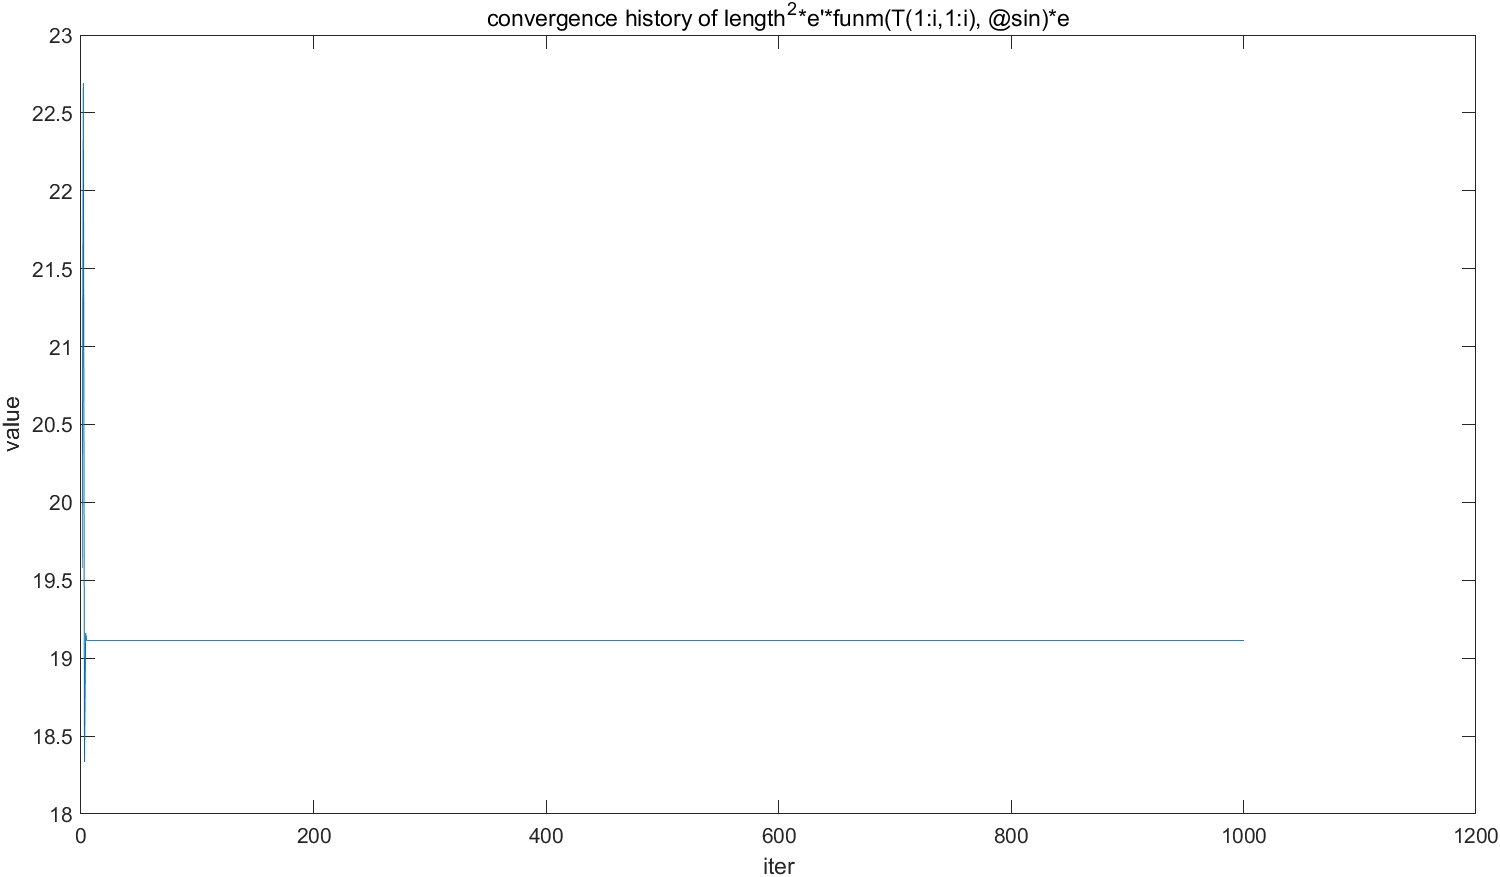 convergence history of length2*e'*funm(T(1:i,1:i), @sin)*e
23
22.5
22
21.5
21
20.5
20
19.5
19
18.5
18
value
0 200 400 600 800 1000 1200
iter